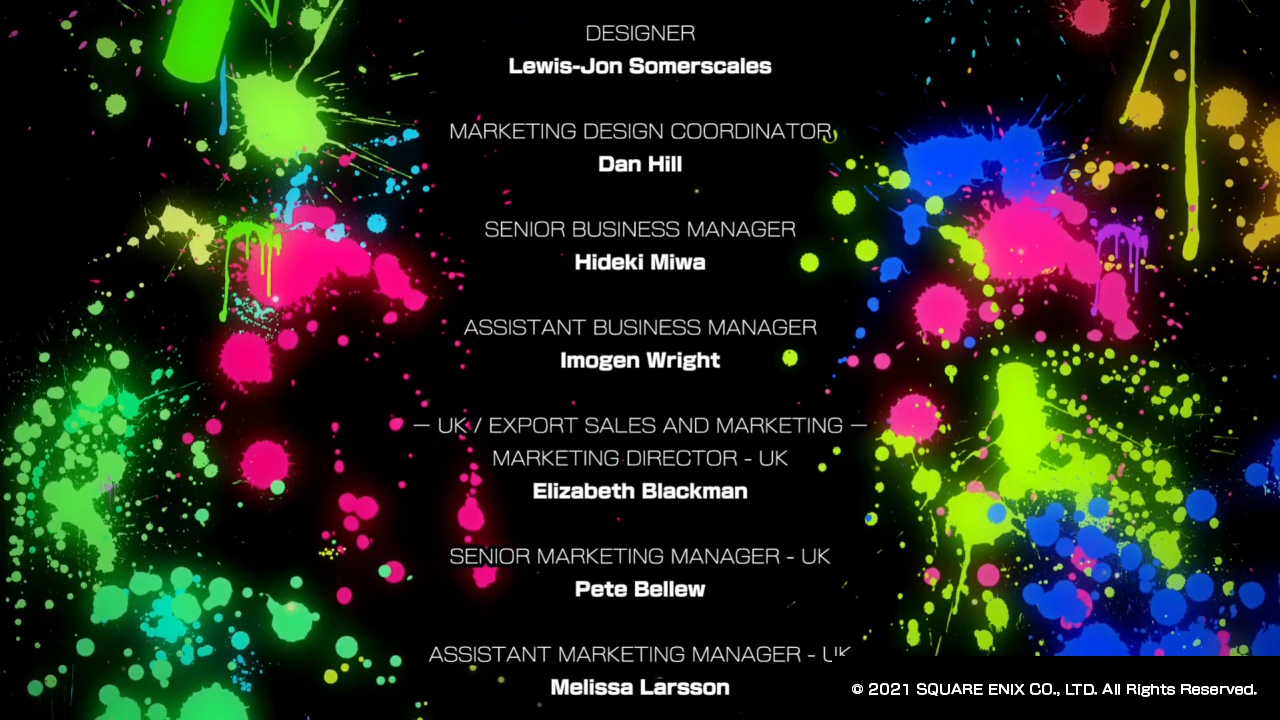 DESIGNER
Lewis-Jon Somerscales
MARKETING DESIGN COORDINATOR
Dan Hill
SENIOR BUSINESS MANAGER
Hideki Miwa
ASSISTANT BUSINESS MANAGER
Imogen Wright
— UK / EXPORT SALES AND MARKETING —
MARKETING DIRECTOR - UK
Elizabeth Blackman
SENIOR MARKETING MANAGER - UK
Pete Bellew
ASSISTANT MARKETING MANAGER - UK
Melissa Larsson
© 2021 SQUARE ENIX CO., LTD. All Rights Reserved.